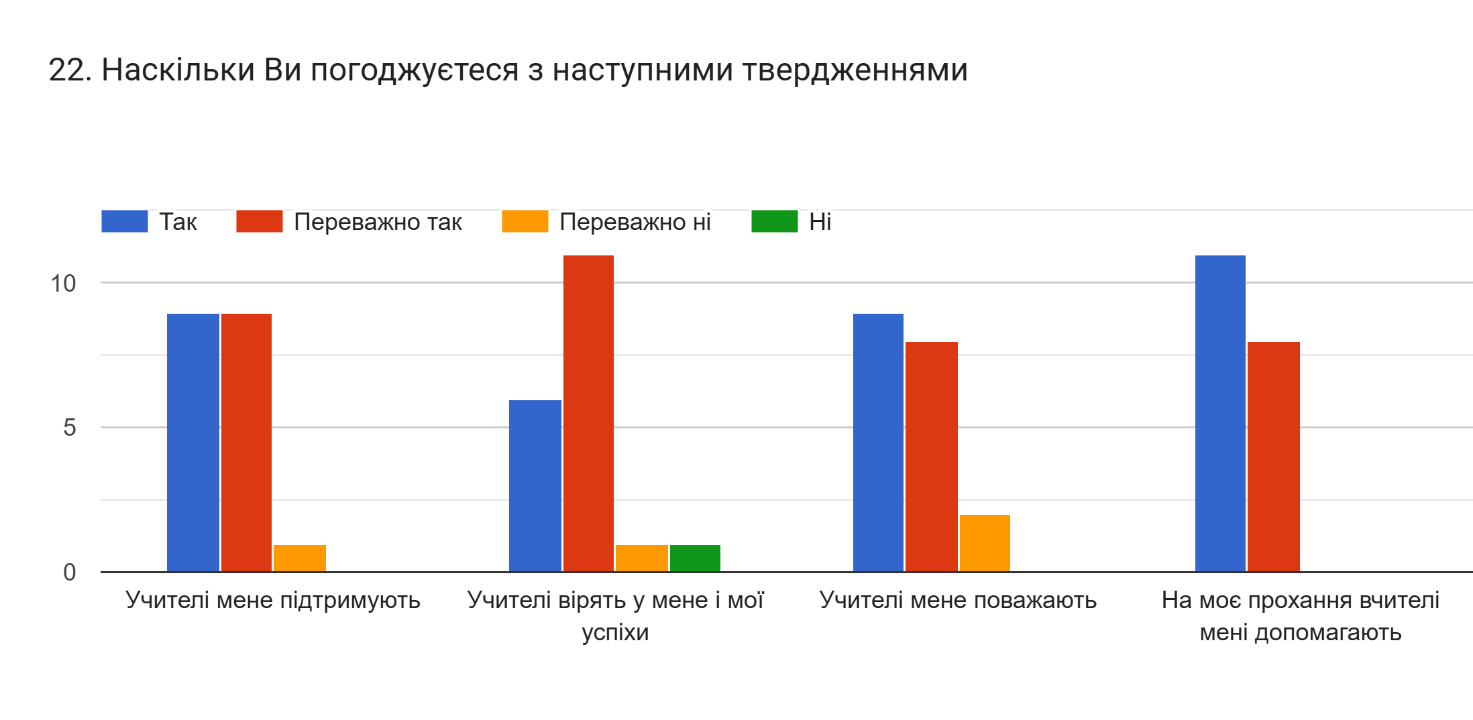 22. Наскільки Ви погоджуєтеся з наступними твердженнями
Так Переважно так Переважно ні Ні
10
5
0
Учителі мене підтримують Учителі вірять у мене і мої Учителі мене поважають На моє прохання вчителі
успіхи мені допомагають